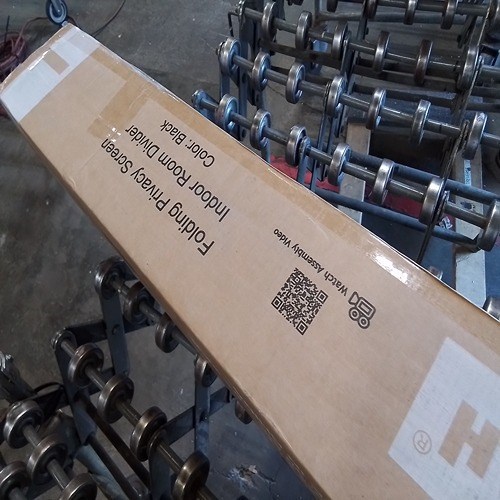 Folding Privacy Screen
Indoor Room Divider
Color: Black
Watch Assembly Video
H®